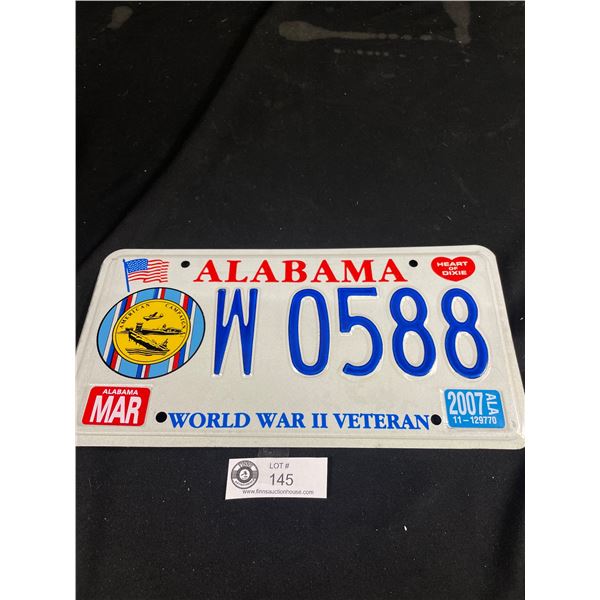 ALABAMA
HEART OF DIXIE
AMERICAN CAMPAIGN
W 0588
ALABAMA
MAR
2007 ALA
11-129770
WORLD WAR II VETERAN
LOT #
145
www.finnsauctionhouse.com